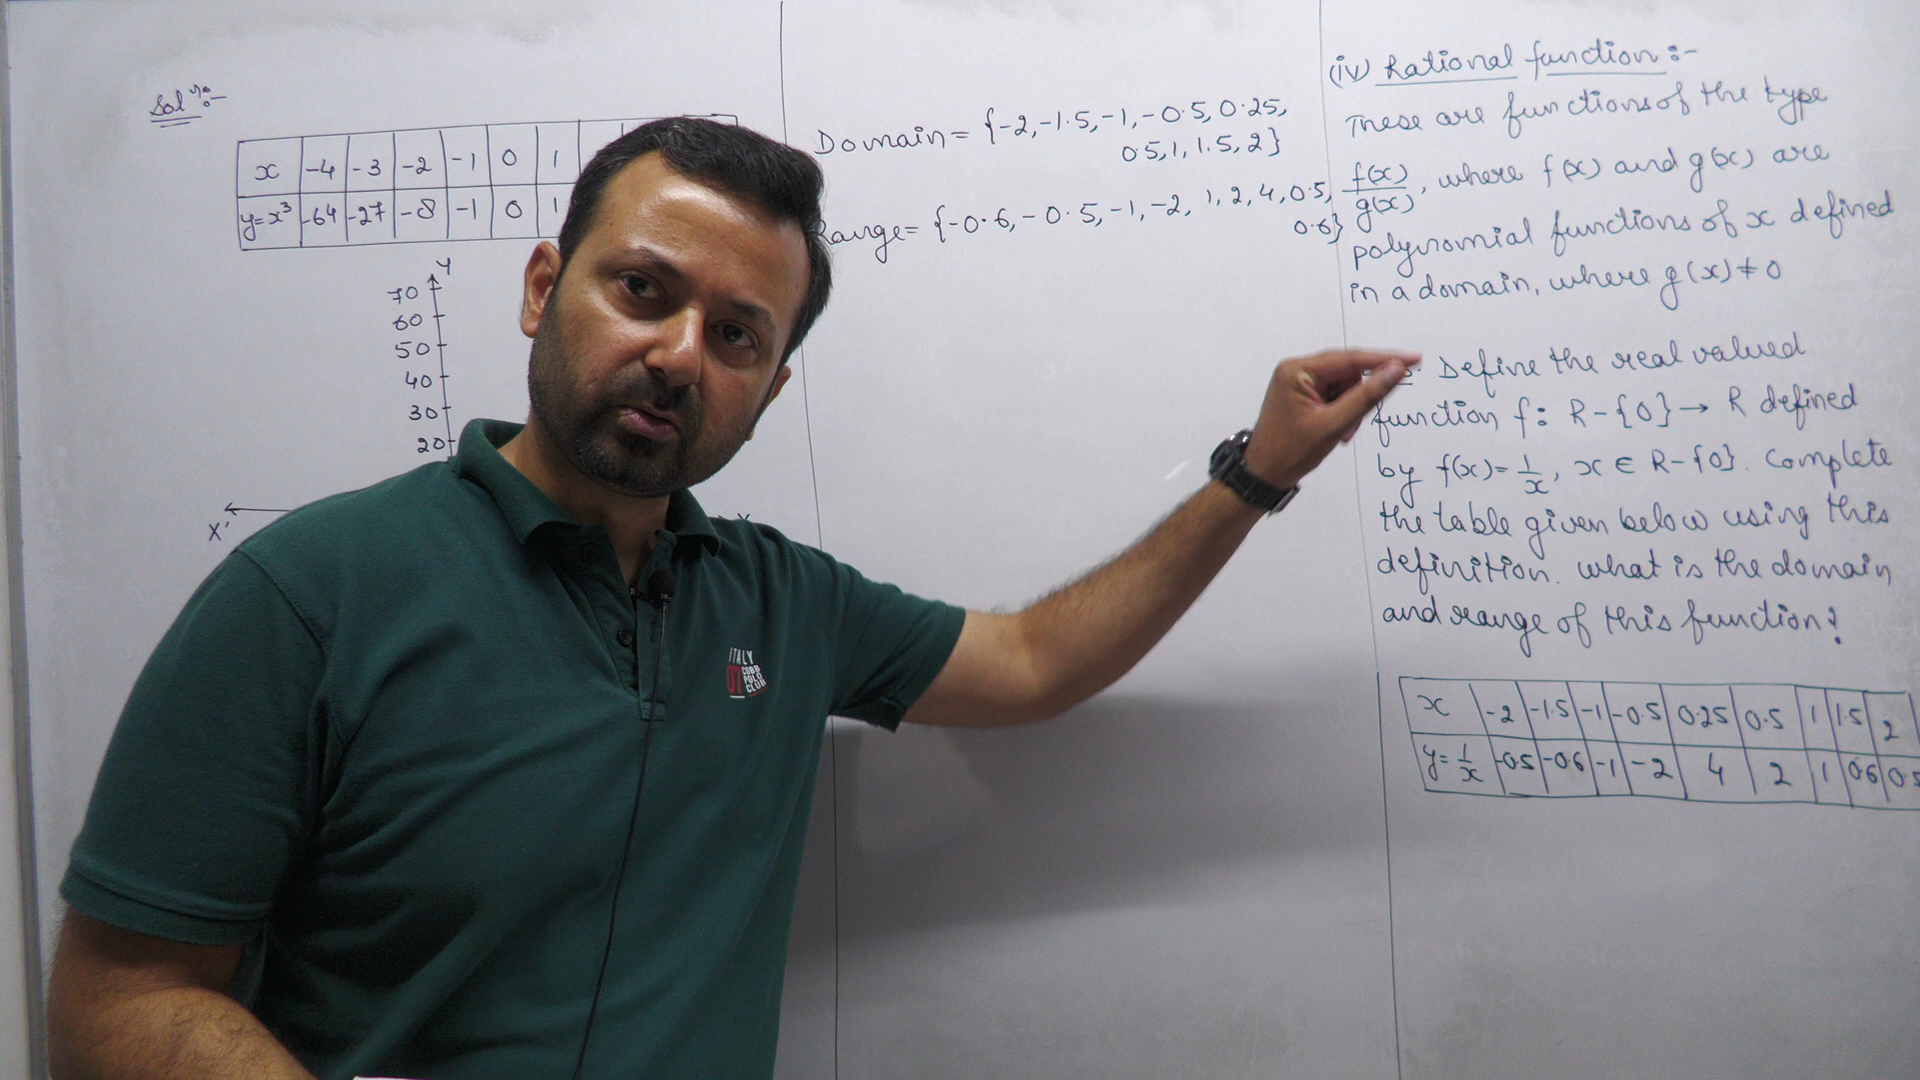 Solⁿ:-
x | -4 | -3 | -2 | -1 | 0 | 1
y=x³ | -64 | -27 | -8 | -1 | 0 | 1
Y
70
60
50
40
30
20
X'
Domain = {-2, -1.5, -1, -0.5, 0.25,
0.5, 1, 1.5, 2}
Range = {-0.6, -0.5, -1, -2, 1, 2, 4, 0.5,
0.6}
(iv) Rational function :-
These are functions of the type
f(x)/g(x), where f(x) and g(x) are
polynomial functions of x defined
in a domain, where g(x) ≠ 0
Define the real valued
function f: R-{0} → R defined
by f(x) = 1/x, x ∈ R-{0}. Complete
the table given below using this
definition. What is the domain
and range of this function?
x | -2 | -1.5 | -1 | -0.5 | 0.25 | 0.5 | 1 | 1.5 | 2
y=1/x | -0.5 | -0.6 | -1 | -2 | 4 | 2 | 1 | 0.6 | 0.5
ITALY
COBB
POLO
CLUB